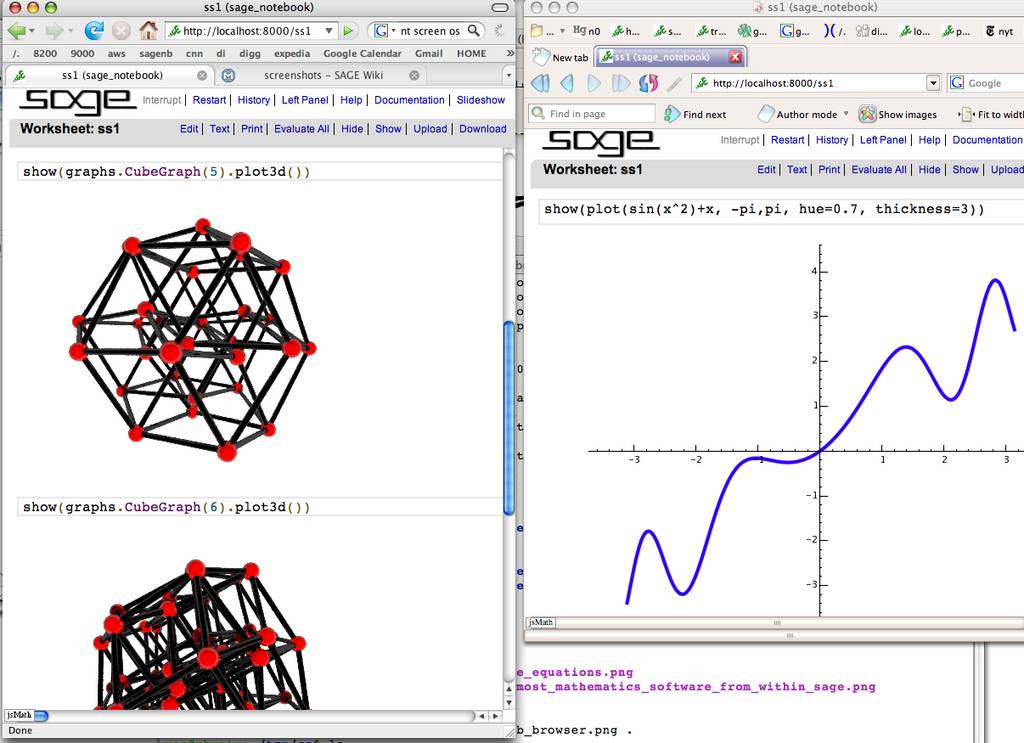 ss1 (sage_notebook)
http://localhost:8000/ss1
nt screen os
/. 8200 9000 aws sagenb cnn di digg expedia Google Calendar Gmail HOME »
ss1 (sage_notebook)
screenshots – SAGE Wiki
sage
Interrupt | Restart | History | Left Panel | Help | Documentation | Slideshow
Worksheet: ss1
Edit | Text | Print | Evaluate All | Hide | Show | Upload | Download
show(graphs.CubeGraph(5).plot3d())
show(graphs.CubeGraph(6).plot3d())
jsMath
Done
ss1 (sage_notebook)
... Hg n0 h... s... tr... g... g... )( /. di... lo... p... nyt
New tab
ss1 (sage_notebook)
http://localhost:8000/ss1
Google
Find in page
Find next
Author mode
Show images
Fit to width
sage
Interrupt | Restart | History | Left Panel | Help | Documentation
Worksheet: ss1
Edit | Text | Print | Evaluate All | Hide | Show | Upload
show(plot(sin(x^2)+x, -pi,pi, hue=0.7, thickness=3))
4
3
2
1
-3 -2 -1 0 1 2 3
-1
-2
-3
jsMath
e_equations.png
most_mathematics_software_from_within_sage.png
b_browser.png .